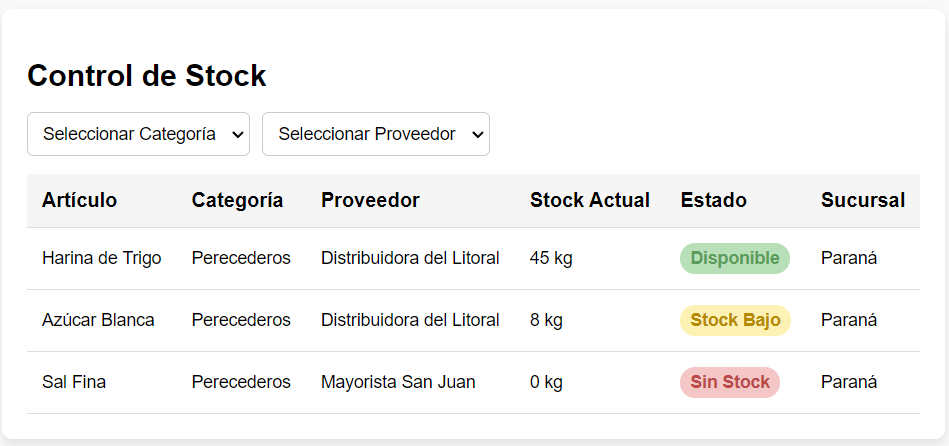 Control de Stock
Seleccionar Categoría Seleccionar Proveedor
Artículo Categoría Proveedor Stock Actual Estado Sucursal
Harina de Trigo Perecederos Distribuidora del Litoral 45 kg Disponible Paraná
Azúcar Blanca Perecederos Distribuidora del Litoral 8 kg Stock Bajo Paraná
Sal Fina Perecederos Mayorista San Juan 0 kg Sin Stock Paraná